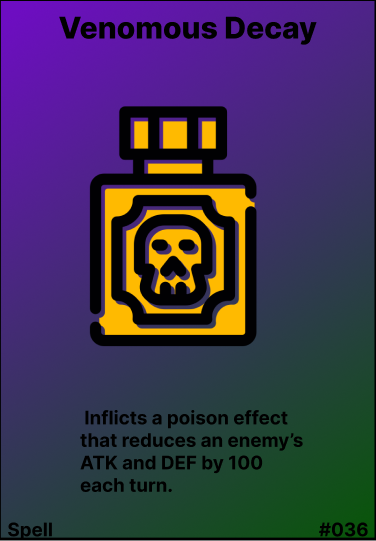 Venomous Decay
Inflicts a poison effect
that reduces an enemy’s
ATK and DEF by 100
each turn.
Spell
#036